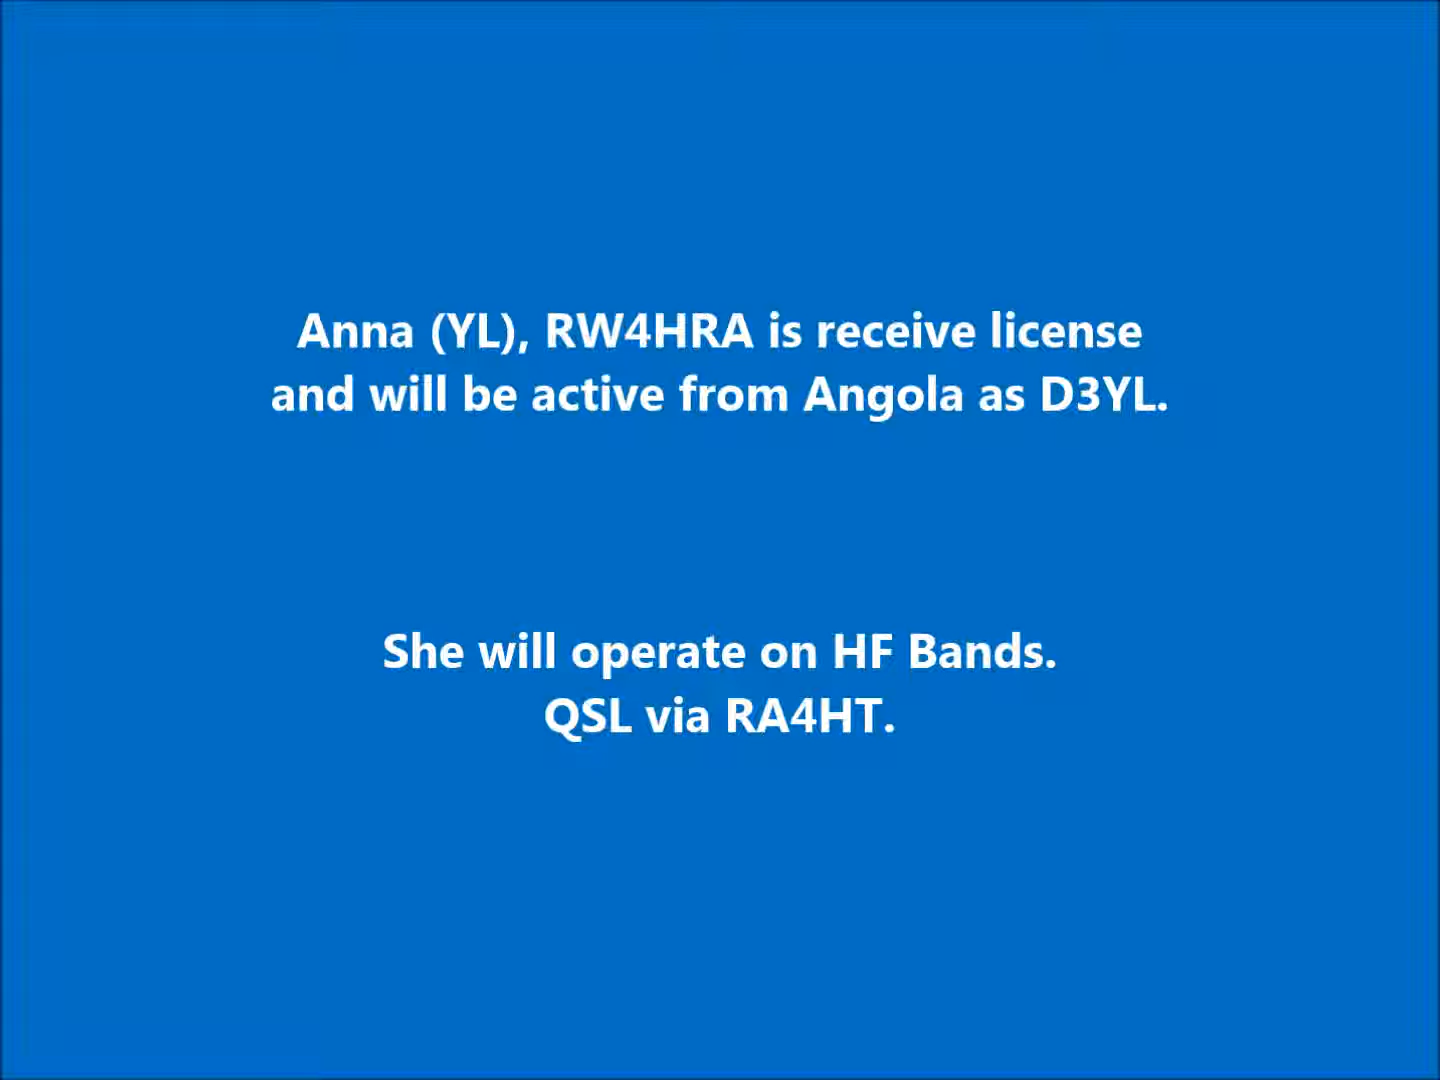 Anna (YL), RW4HRA is receive license
and will be active from Angola as D3YL.
She will operate on HF Bands.
QSL via RA4HT.